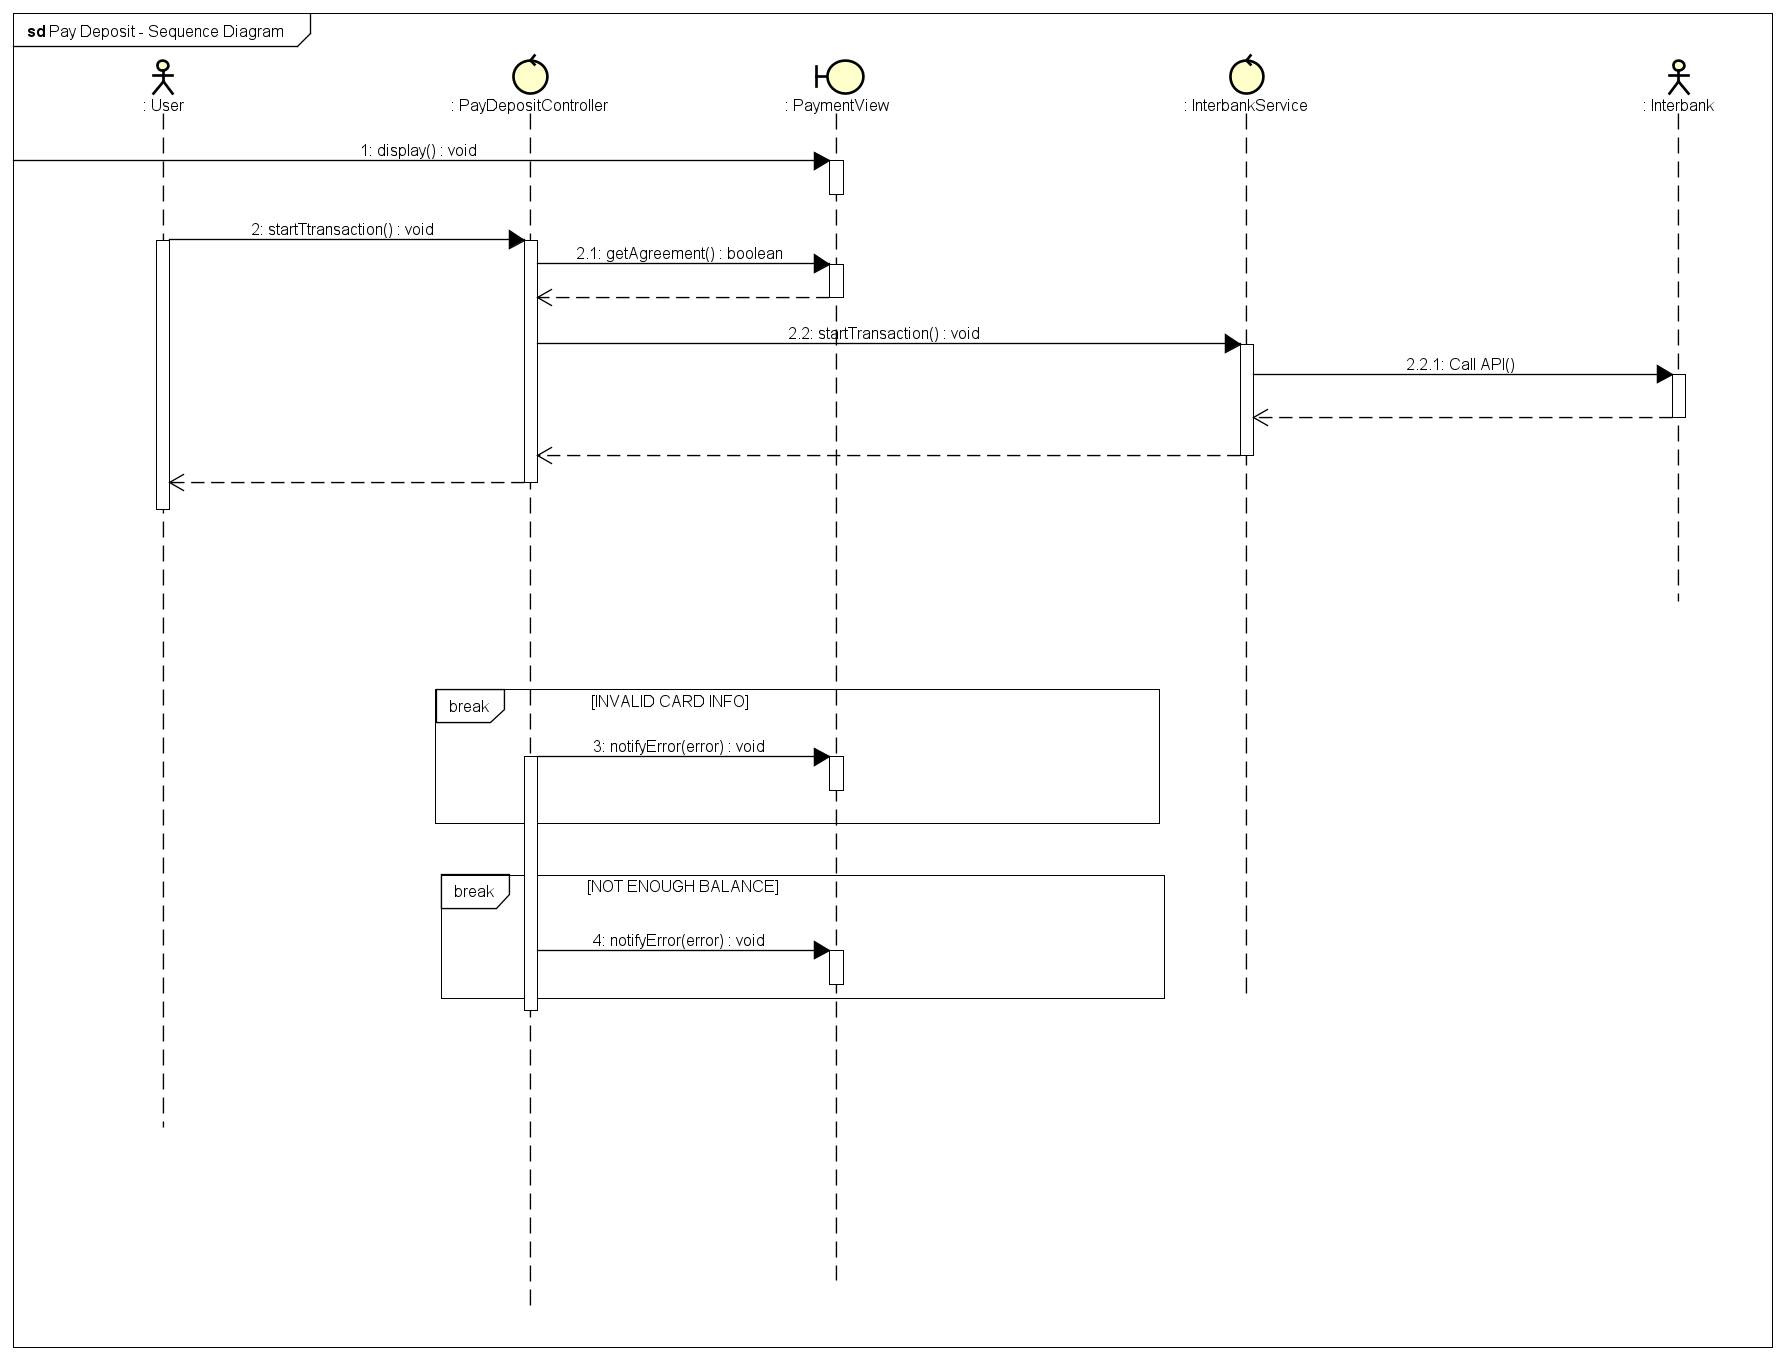 sd Pay Deposit - Sequence Diagram
: User
: PayDepositController
: PaymentView
: InterbankService
: Interbank
1: display() : void
2: startTtransaction() : void
2.1: getAgreement() : boolean
2.2: startTransaction() : void
2.2.1: Call API()
break
[INVALID CARD INFO]
3: notifyError(error) : void
break
[NOT ENOUGH BALANCE]
4: notifyError(error) : void